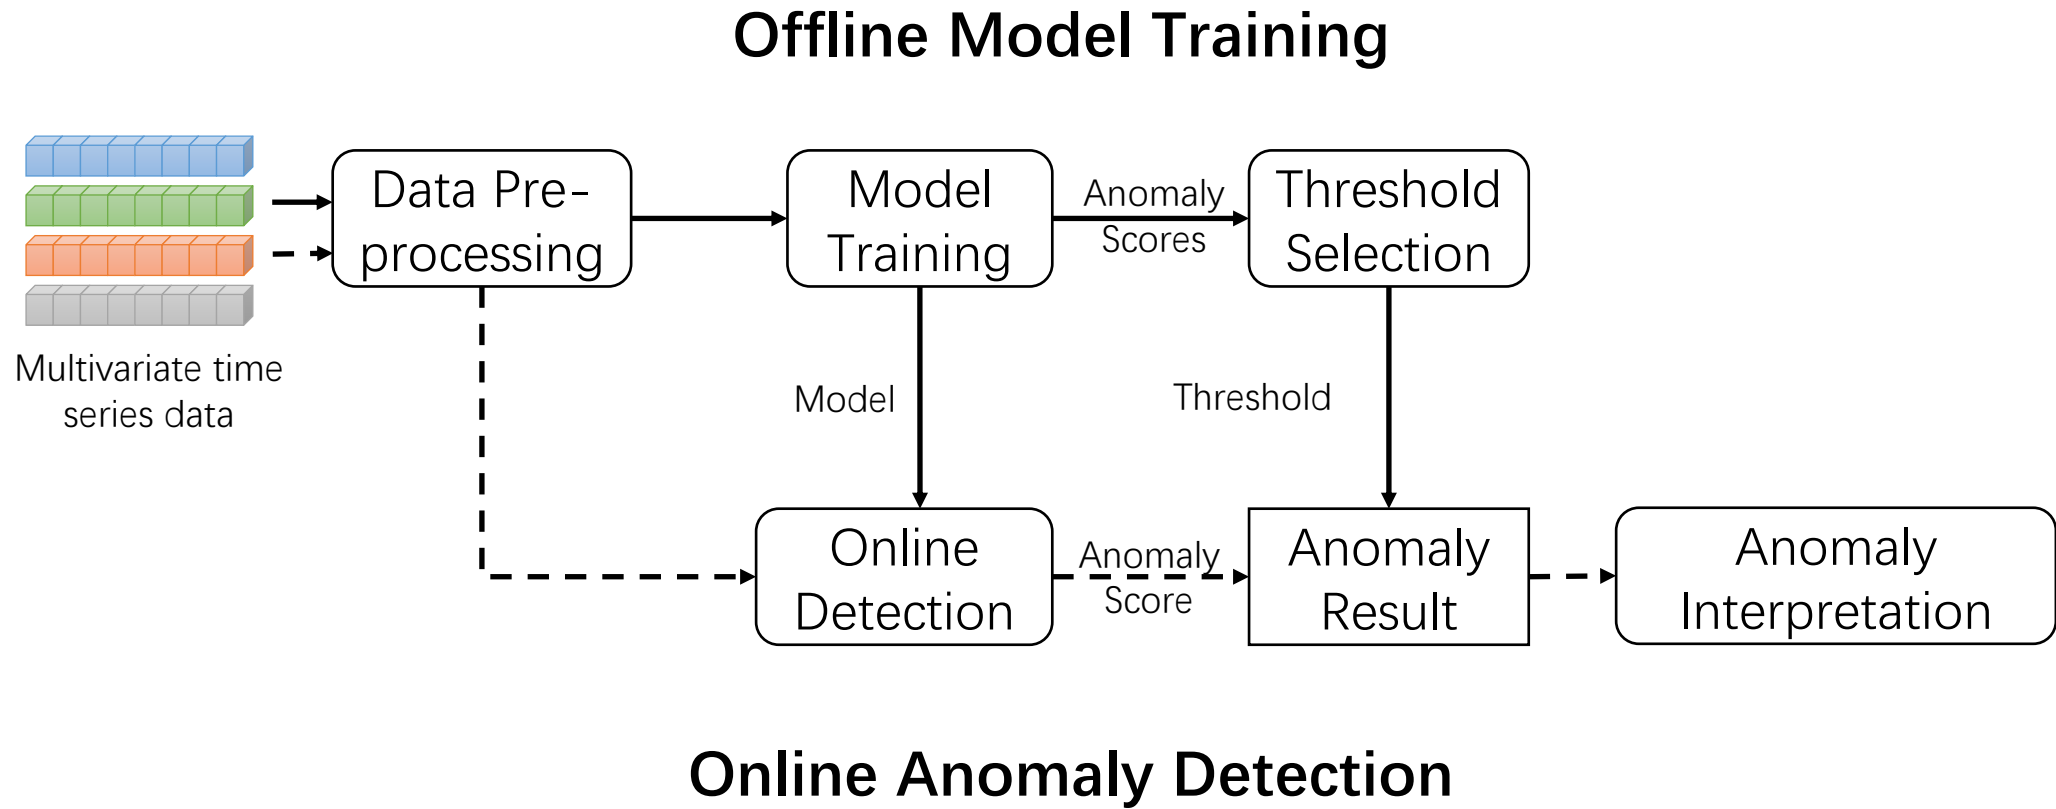 Offline Model Training
Multivariate time
series data
Data Pre-
processing
Model
Training
Anomaly
Scores
Threshold
Selection
Model
Threshold
Online
Detection
Anomaly
Score
Anomaly
Result
Anomaly
Interpretation
Online Anomaly Detection